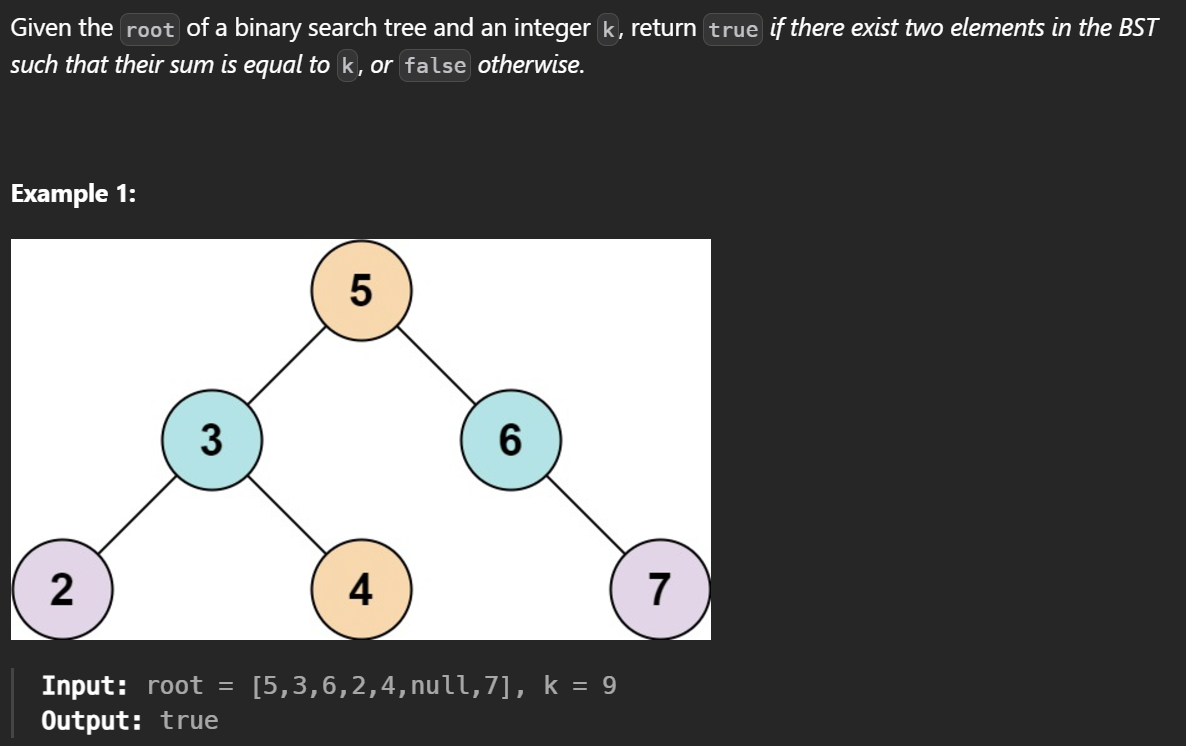 Given the root of a binary search tree and an integer k, return true if there exist two elements in the BST
such that their sum is equal to k, or false otherwise.
Example 1:
5
3 6
2 4 7
Input: root = [5,3,6,2,4,null,7], k = 9
Output: true